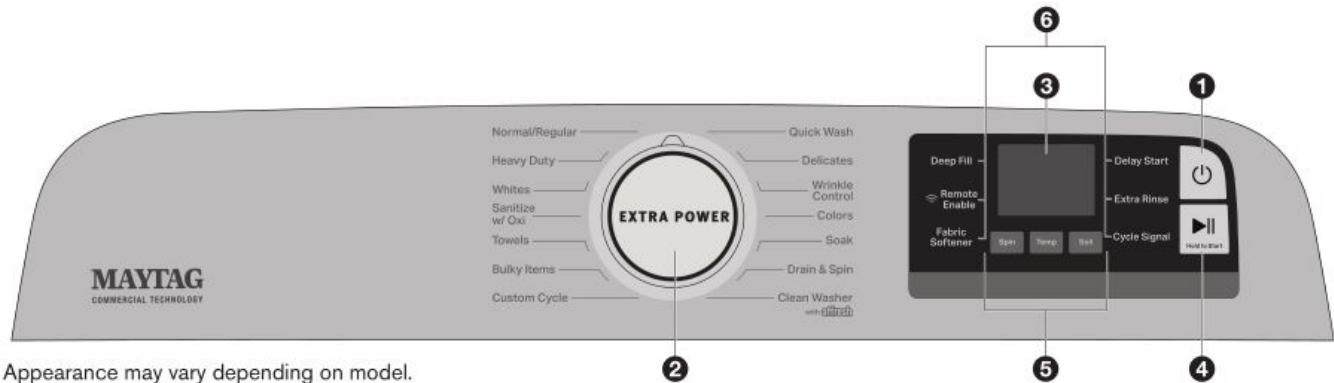 6
3
1
Normal/Regular
Quick Wash
Heavy Duty
Delicates
Whites
Wrinkle
Control
Sanitize
w/ Oxi
Colors
EXTRA POWER
Towels
Soak
Bulky Items
Drain & Spin
Custom Cycle
Clean Washer
with affresh
Deep Fill
Delay Start
Remote
Enable
Extra Rinse
Fabric
Softener
Spin
Temp
Soil
Cycle Signal
Hold to Start
MAYTAG
COMMERCIAL TECHNOLOGY
2
5
4
Appearance may vary depending on model.